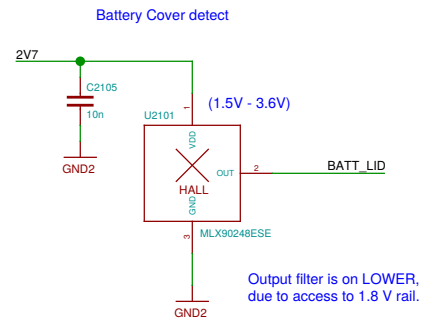 Battery Cover detect
2V7
C2105
10n
GND2
U2101
(1.5V - 3.6V)
1
VDD
OUT
2
BATT_LID
HALL
GND
3
MLX90248ESE
GND2
Output filter is on LOWER,
due to access to 1.8 V rail.